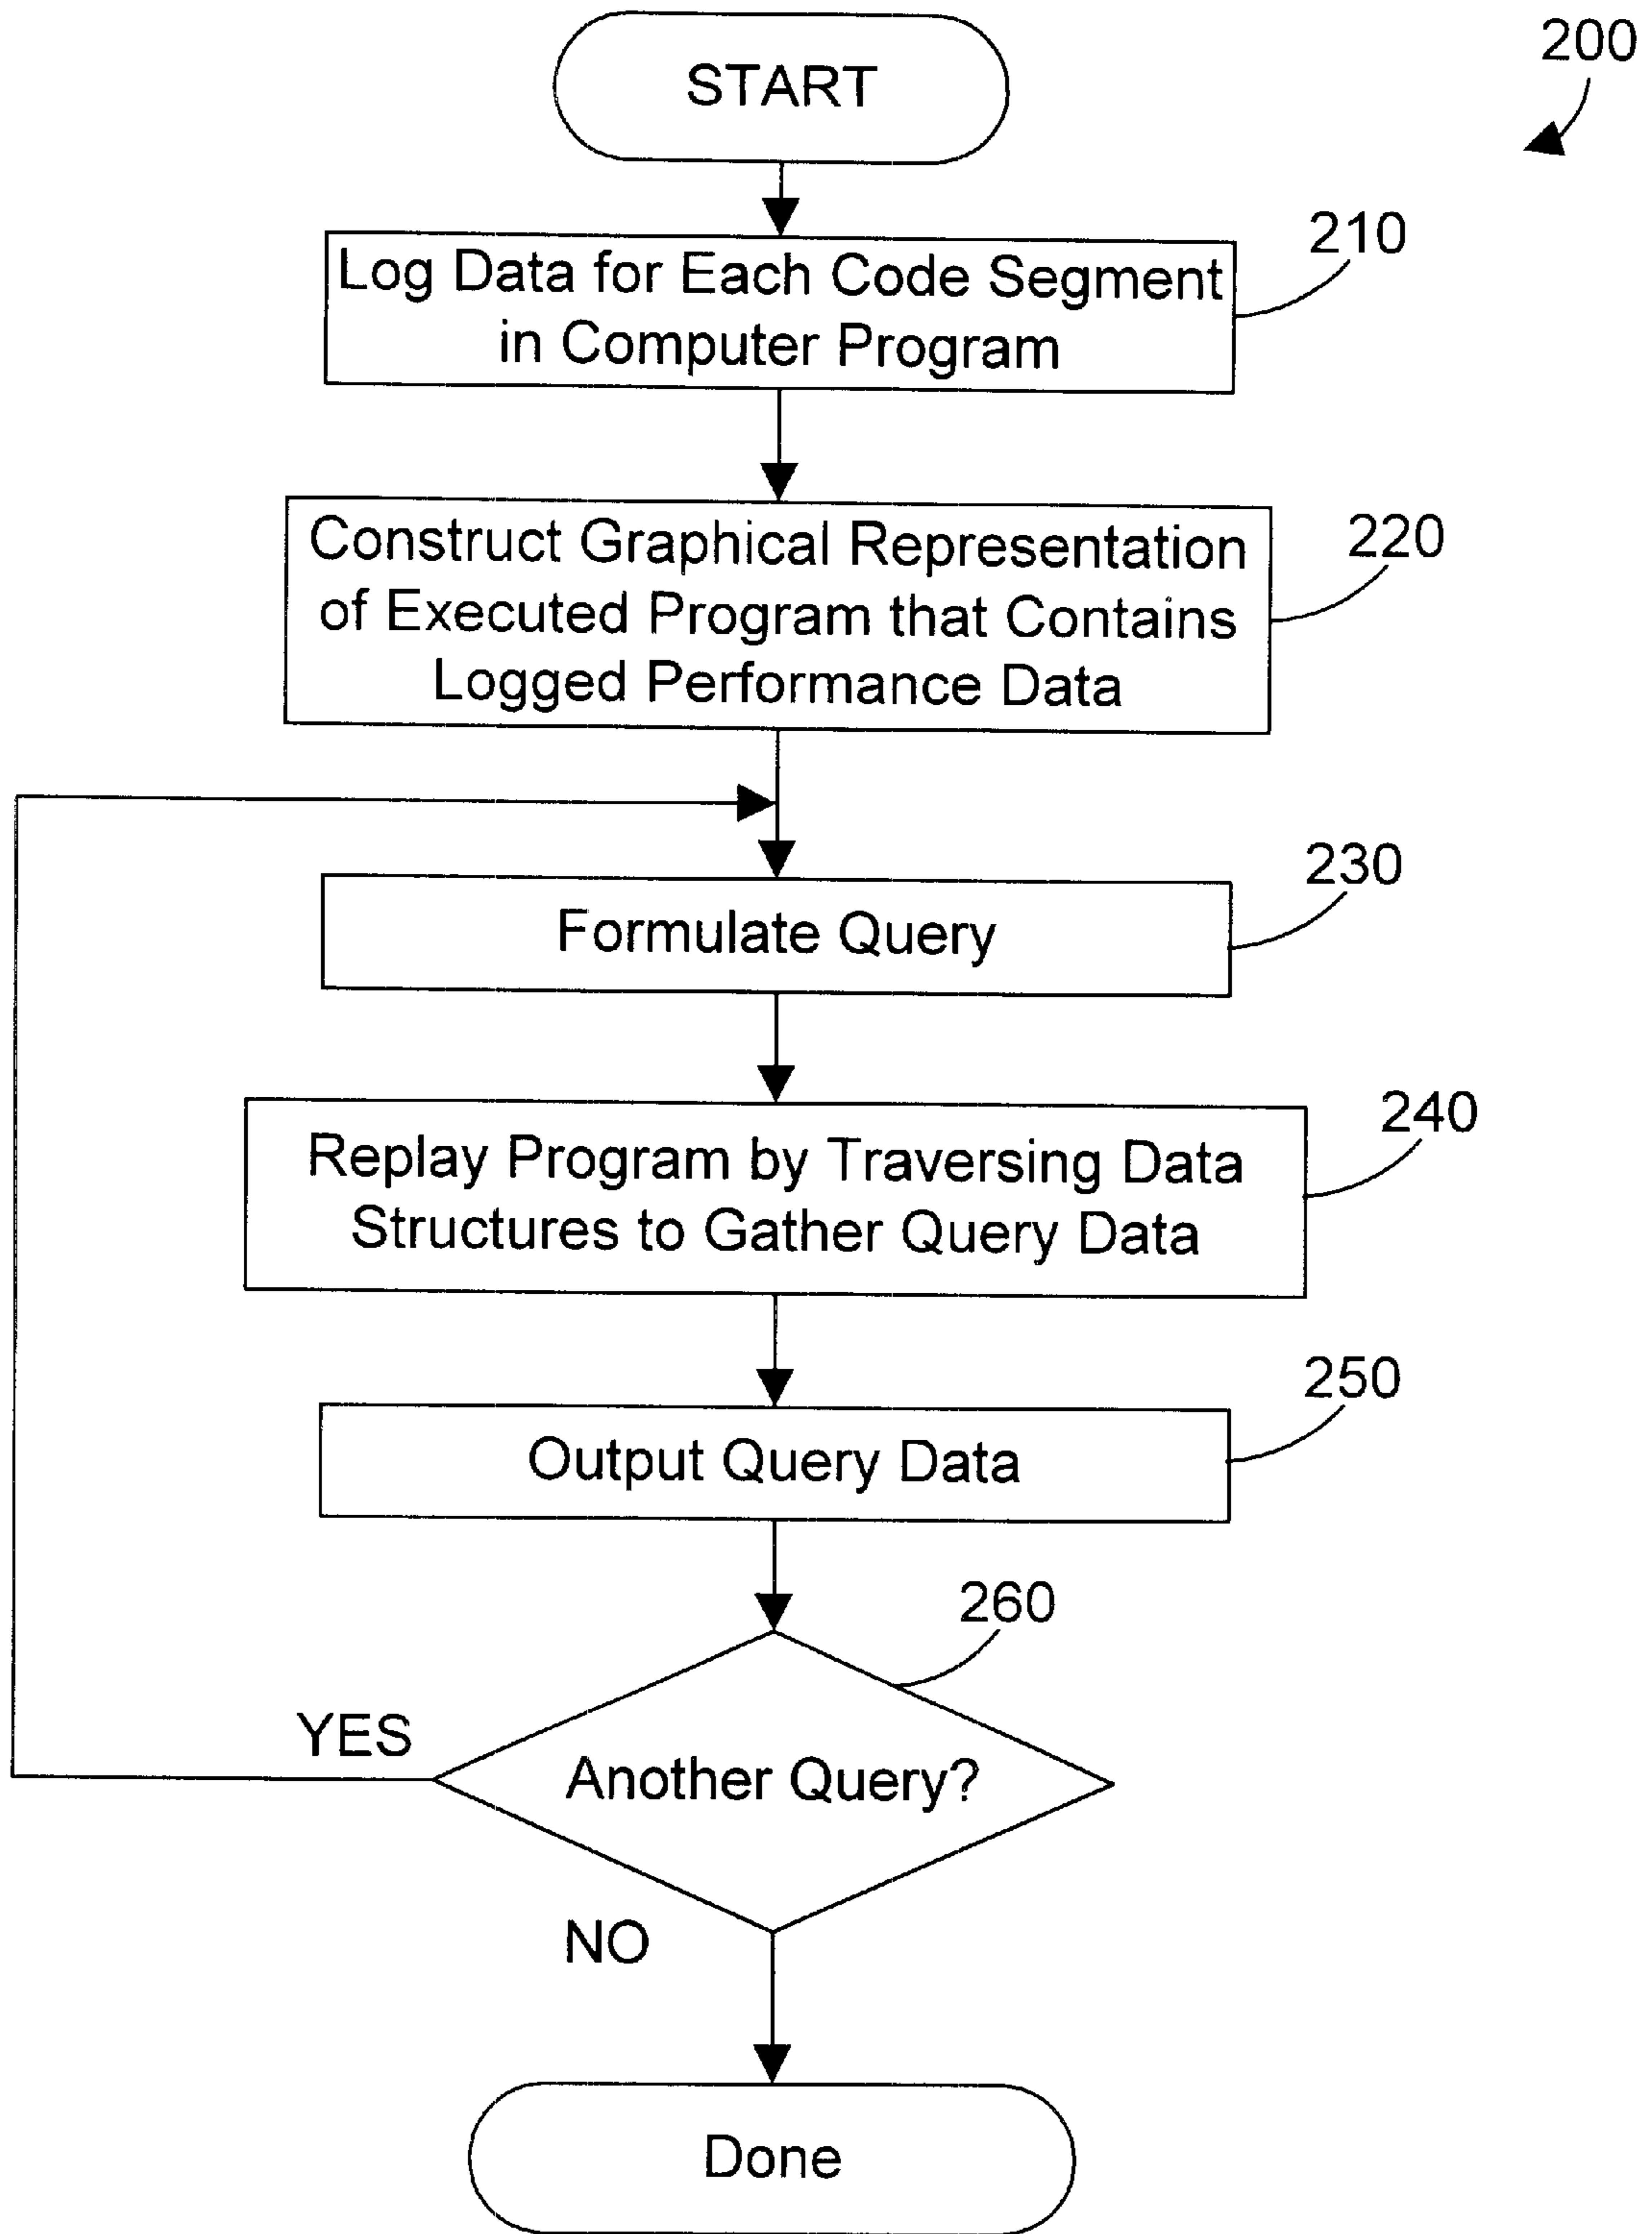 200
START
210
Log Data for Each Code Segment
in Computer Program
220
Construct Graphical Representation
of Executed Program that Contains
Logged Performance Data
230
Formulate Query
240
Replay Program by Traversing Data
Structures to Gather Query Data
250
Output Query Data
260
YES
Another Query?
NO
Done